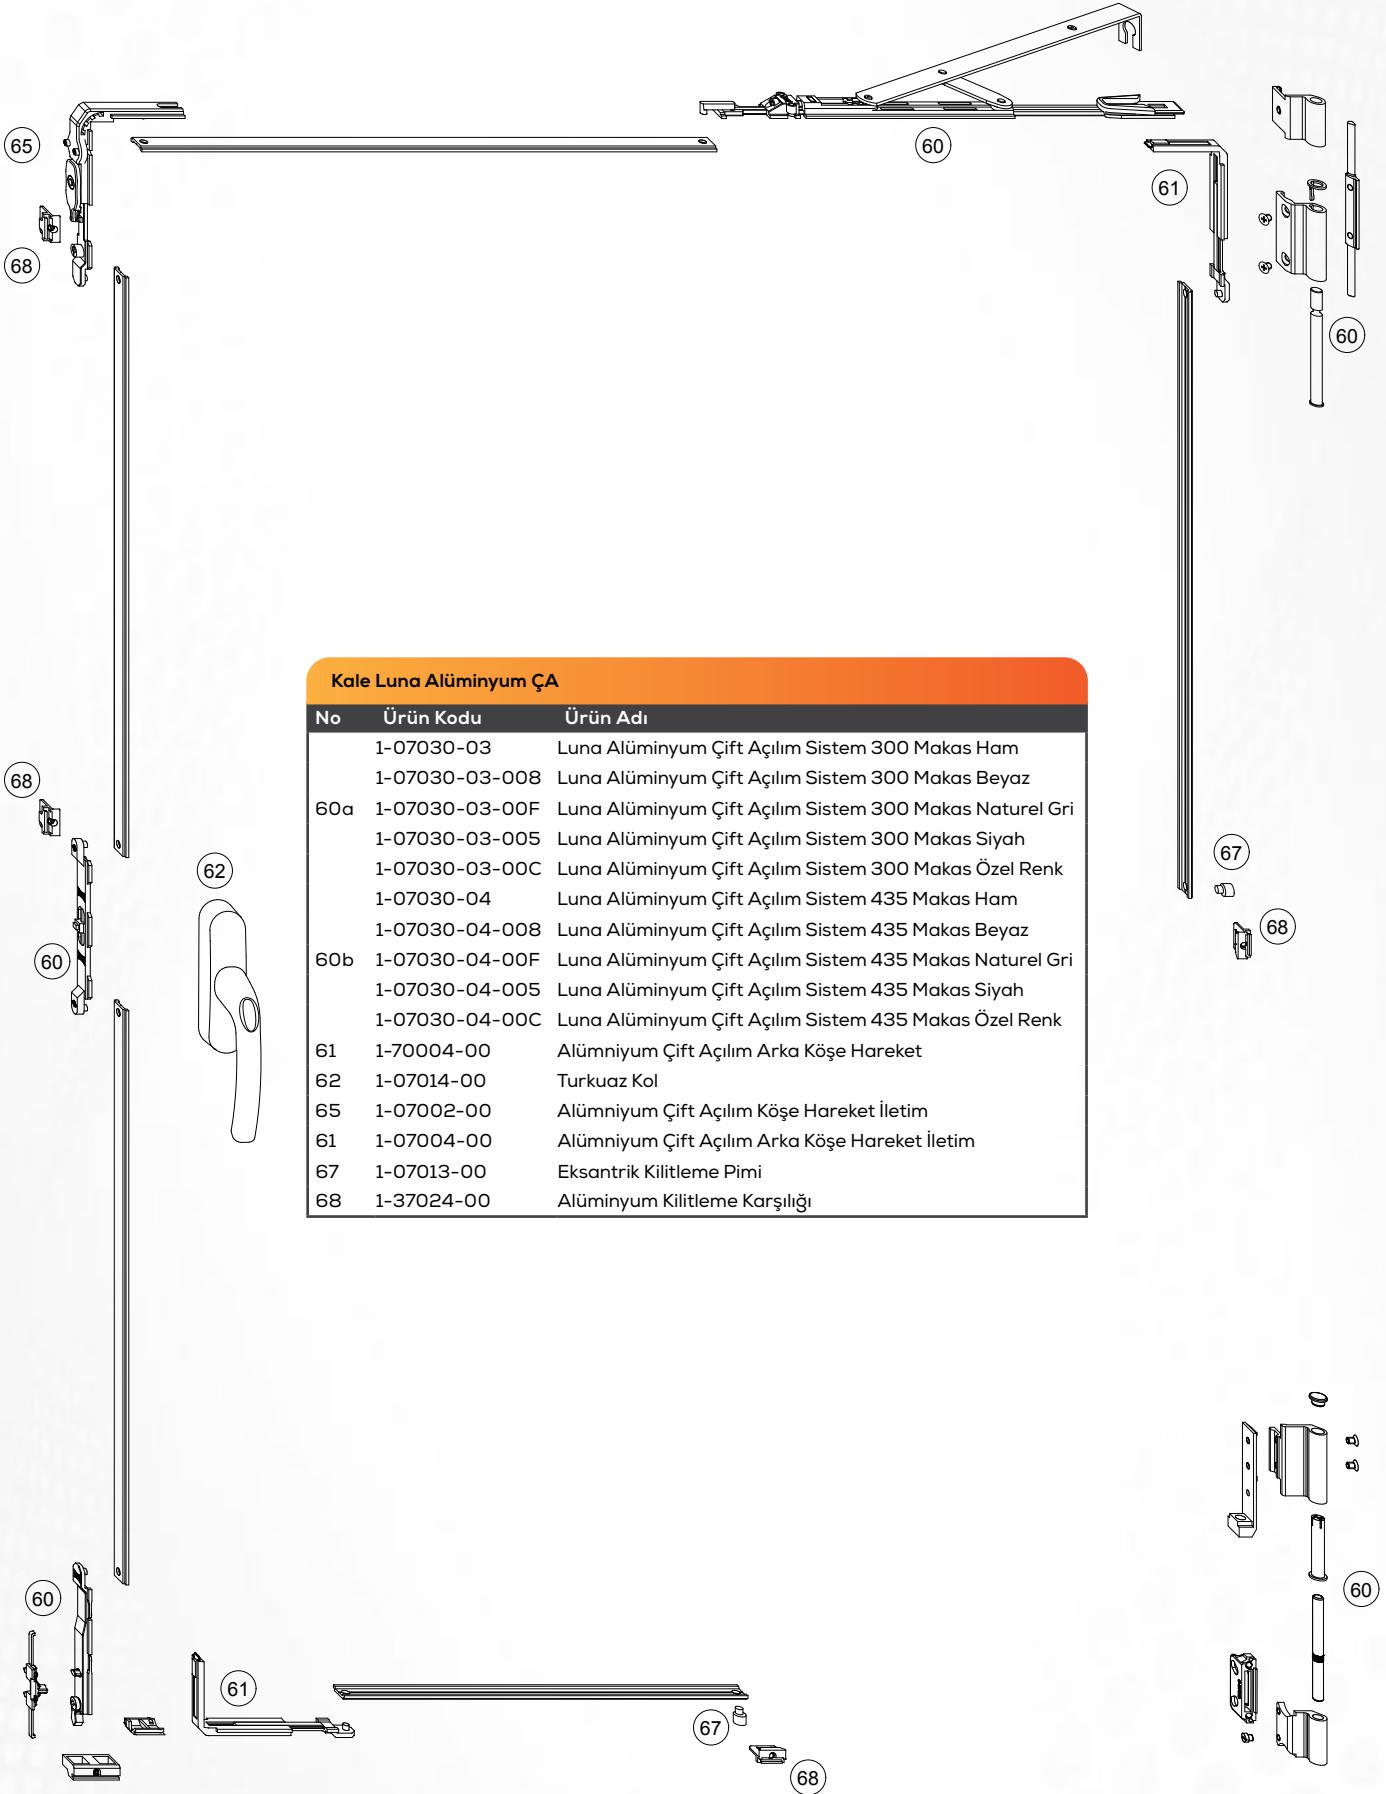 60
65
61
68
60
Kale Luna Alüminyum ÇA
No Ürün Kodu Ürün Adı
1-07030-03 Luna Alüminyum Çift Açılım Sistem 300 Makas Ham
1-07030-03-008 Luna Alüminyum Çift Açılım Sistem 300 Makas Beyaz
60a 1-07030-03-00F Luna Alüminyum Çift Açılım Sistem 300 Makas Naturel Gri
1-07030-03-005 Luna Alüminyum Çift Açılım Sistem 300 Makas Siyah
1-07030-03-00C Luna Alüminyum Çift Açılım Sistem 300 Makas Özel Renk
1-07030-04 Luna Alüminyum Çift Açılım Sistem 435 Makas Ham
1-07030-04-008 Luna Alüminyum Çift Açılım Sistem 435 Makas Beyaz
60b 1-07030-04-00F Luna Alüminyum Çift Açılım Sistem 435 Makas Naturel Gri
1-07030-04-005 Luna Alüminyum Çift Açılım Sistem 435 Makas Siyah
1-07030-04-00C Luna Alüminyum Çift Açılım Sistem 435 Makas Özel Renk
61 1-70004-00 Alümniyum Çift Açılım Arka Köşe Hareket
62 1-07014-00 Turkuaz Kol
65 1-07002-00 Alümniyum Çift Açılım Köşe Hareket İletim
61 1-07004-00 Alümniyum Çift Açılım Arka Köşe Hareket İletim
67 1-07013-00 Eksantrik Kilitleme Pimi
68 1-37024-00 Alüminyum Kilitleme Karşılığı
68
62
67
68
60
60
60
61
67
68